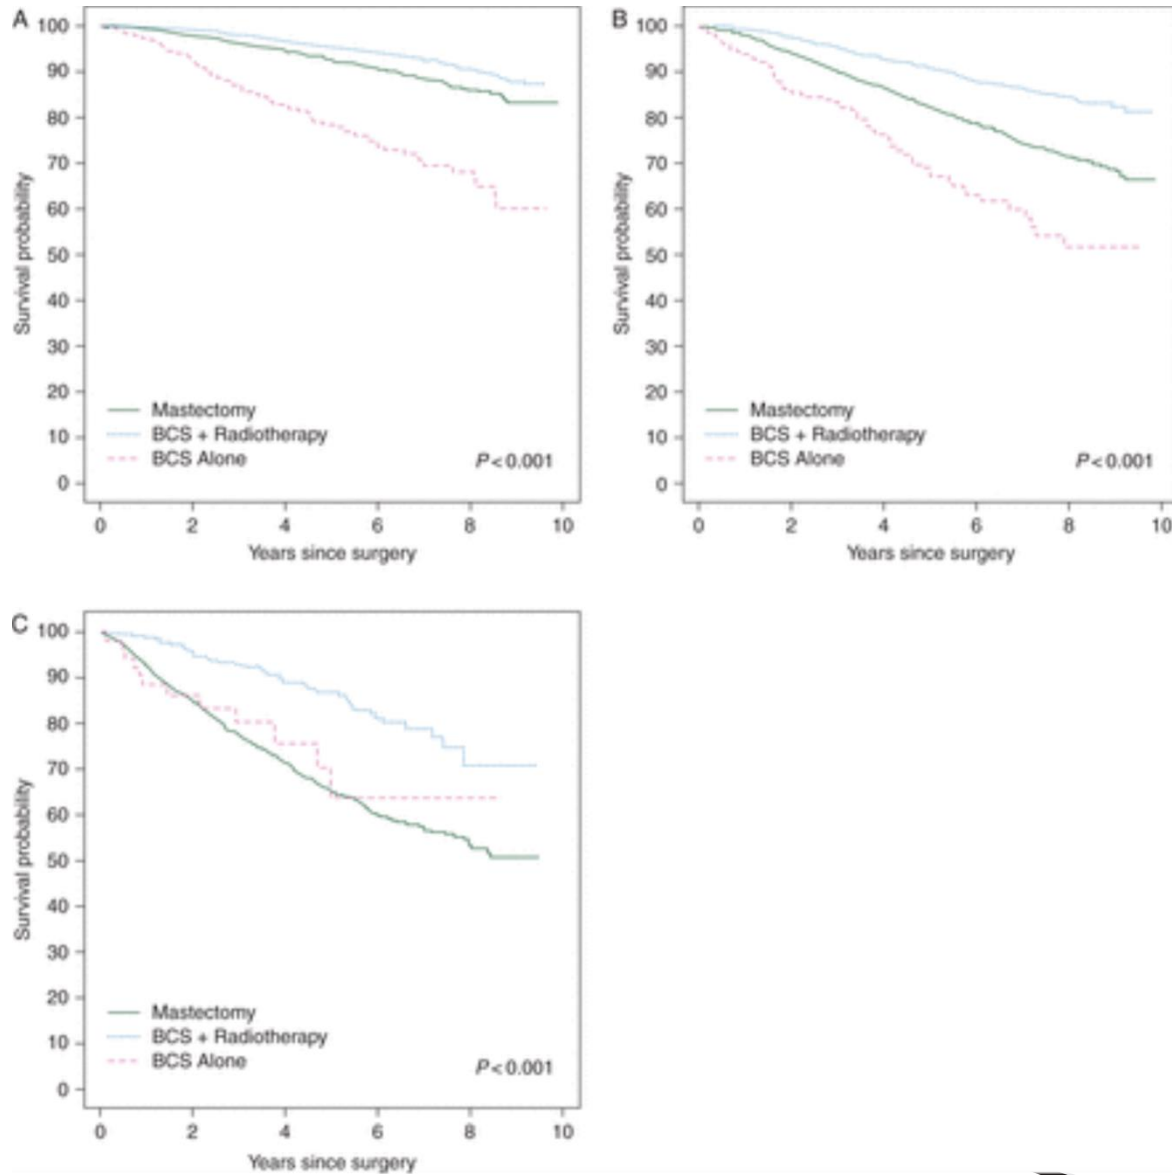 A
100
90
80
70
60
50
40
30
20
10
0
Survival probability
Mastectomy
BCS + Radiotherapy
BCS Alone
P < 0.001
0 2 4 6 8 10
Years since surgery
B
100
90
80
70
60
50
40
30
20
10
0
Survival probability
Mastectomy
BCS + Radiotherapy
BCS Alone
P < 0.001
0 2 4 6 8 10
Years since surgery
C
100
90
80
70
60
50
40
30
20
10
0
Survival probability
Mastectomy
BCS + Radiotherapy
BCS Alone
P < 0.001
0 2 4 6 8 10
Years since surgery